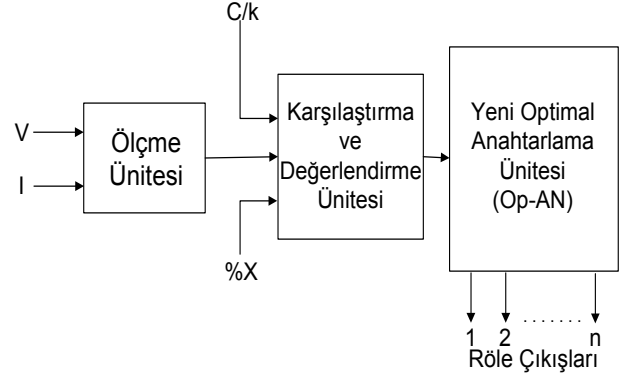 C/k
V
I
Ölçme
Ünitesi
Karşılaştırma
ve
Değerlendirme
Ünitesi
%X
Yeni Optimal
Anahtarlama
Ünitesi
(Op-AN)
1 2 ....... n
Röle Çıkışları